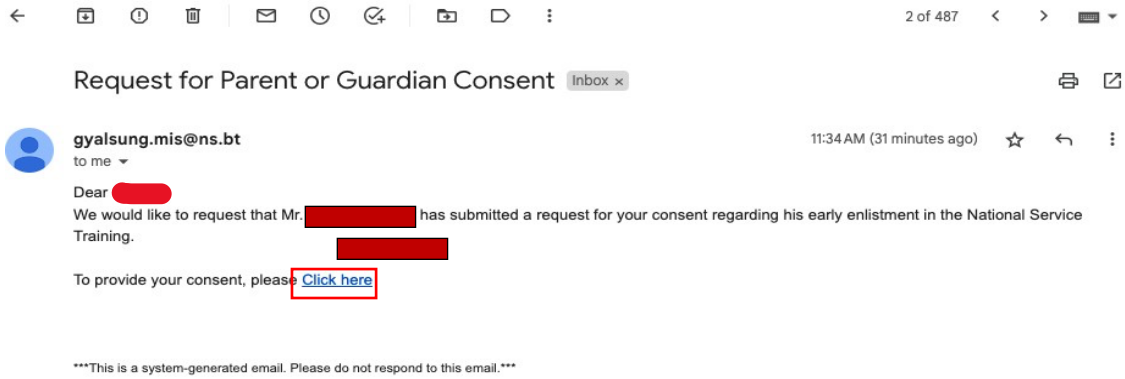 2 of 487
Request for Parent or Guardian Consent Inbox ×
gyalsung.mis@ns.bt 11:34 AM (31 minutes ago)
to me
Dear
We would like to request that Mr. has submitted a request for your consent regarding his early enlistment in the National Service
Training.
To provide your consent, please Click here
***This is a system-generated email. Please do not respond to this email.***